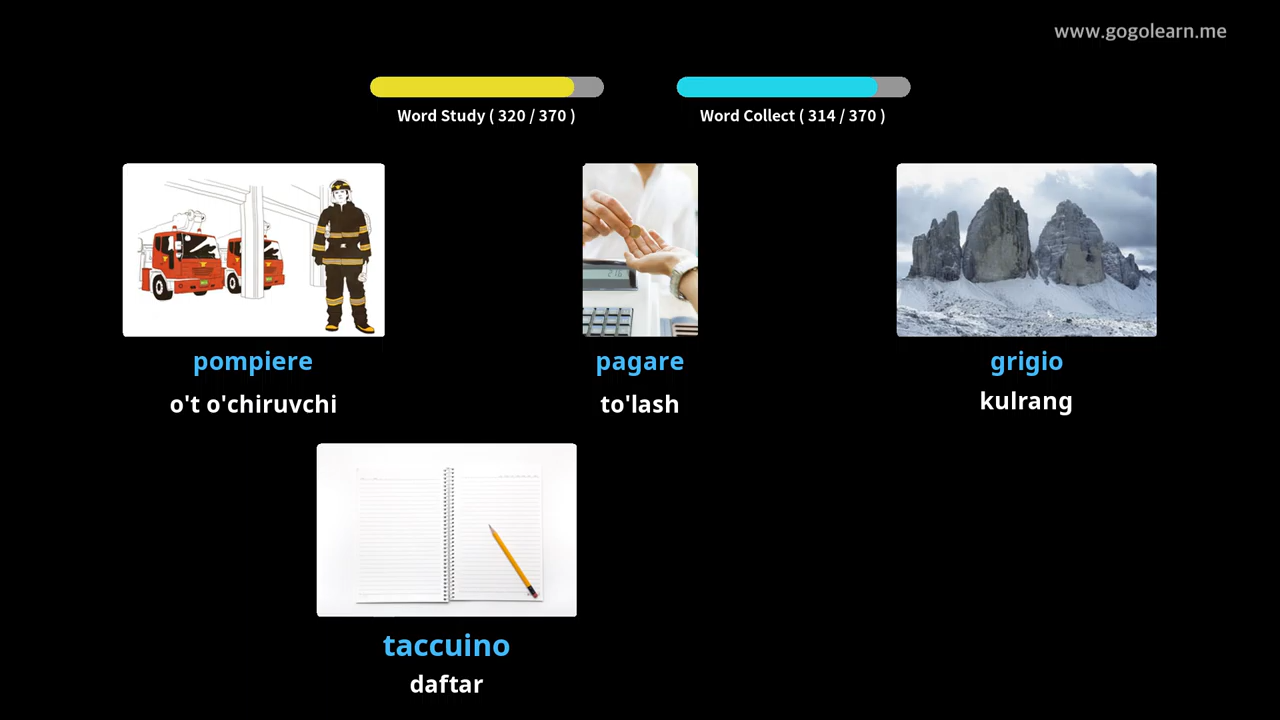 www.gogolearn.me
Word Study ( 320 / 370 )
Word Collect ( 314 / 370 )
pompiere
o't o'chiruvchi
pagare
to'lash
grigio
kulrang
taccuino
daftar